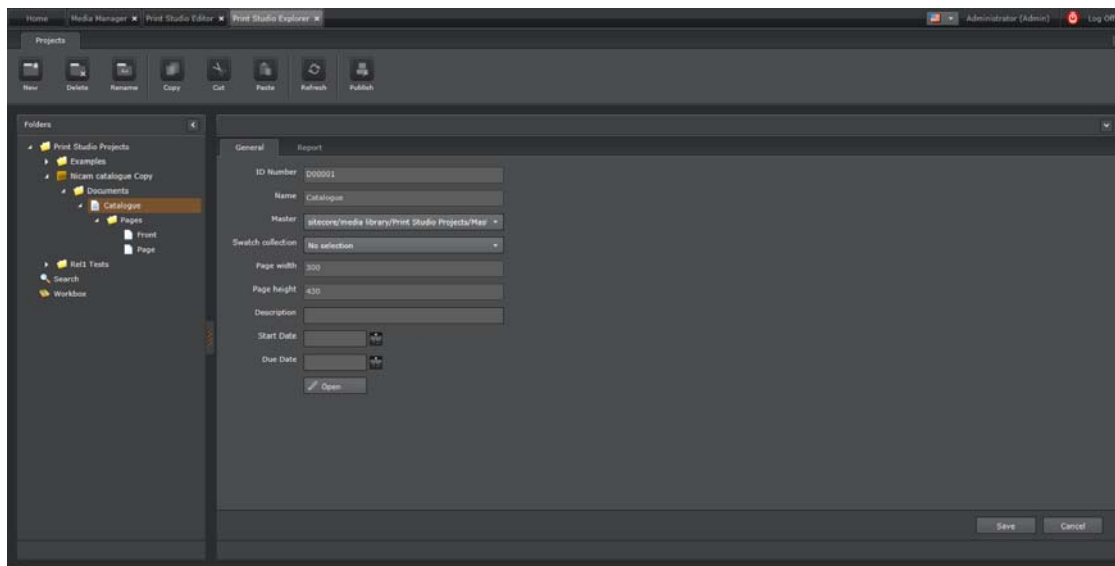 Home Media Manager Print Studio Editor Print Studio Explorer Administrator (Admin) Log Off
Projects
New Delete Rename Copy Cut Paste Refresh Publish
Folders
Print Studio Projects
Examples
Nicam catalogue Copy
Documents
Catalogue
Pages
Front
Page
Rel1 Tests
Search
Workbox
General Report
ID Number D00001
Name Catalogue
Master sitecore/media library/Print Studio Projects/Mas
Swatch collection No selection
Page width 300
Page height 420
Description
Start Date
Due Date
Open
Save Cancel